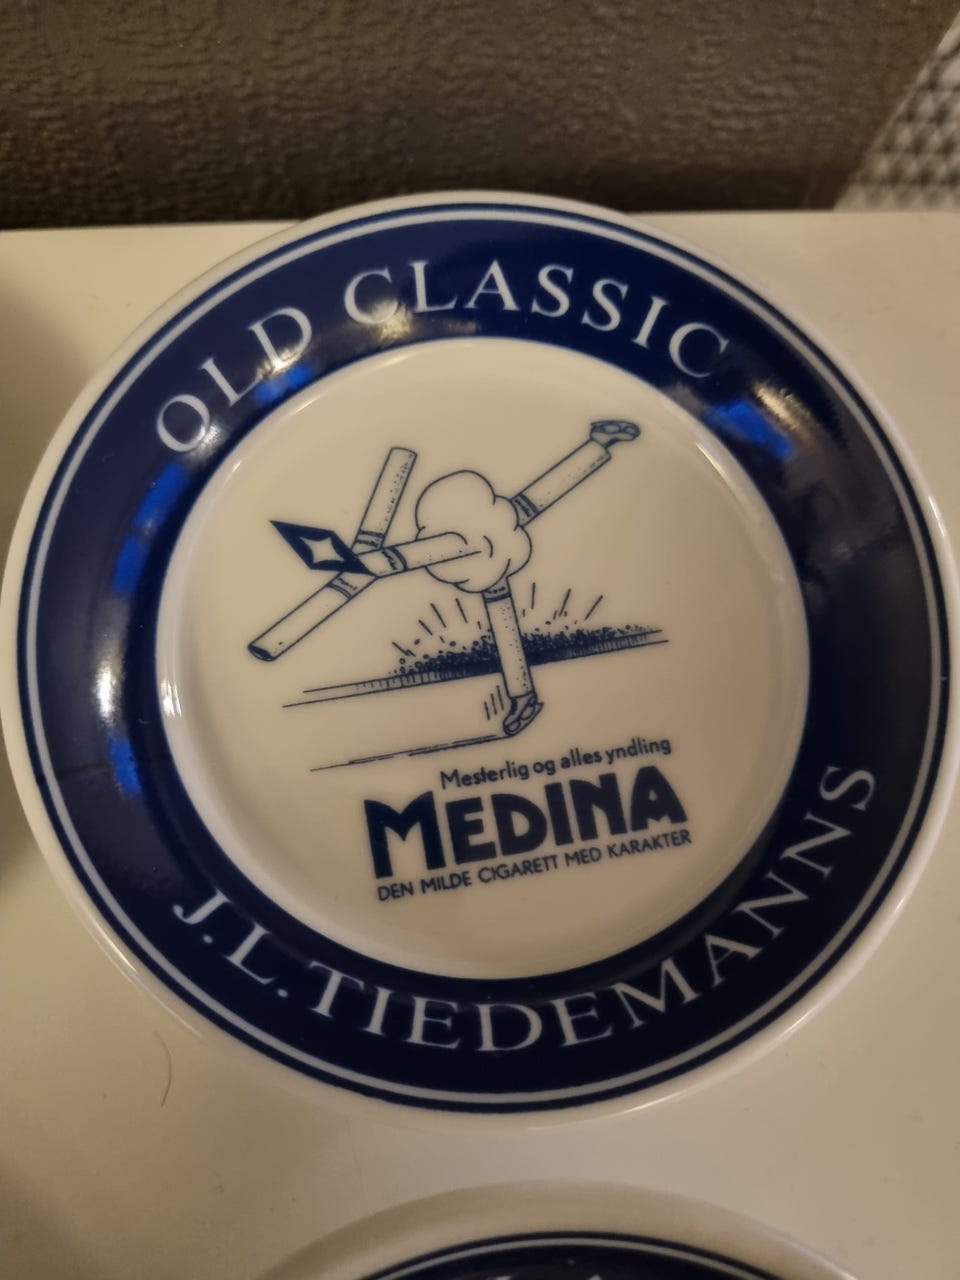 OLD CLASSIC
Mesterlig og alles yndling
MEDINA
DEN MILDE CIGARETT MED KARAKTER
J.L.TIEDEMANNS